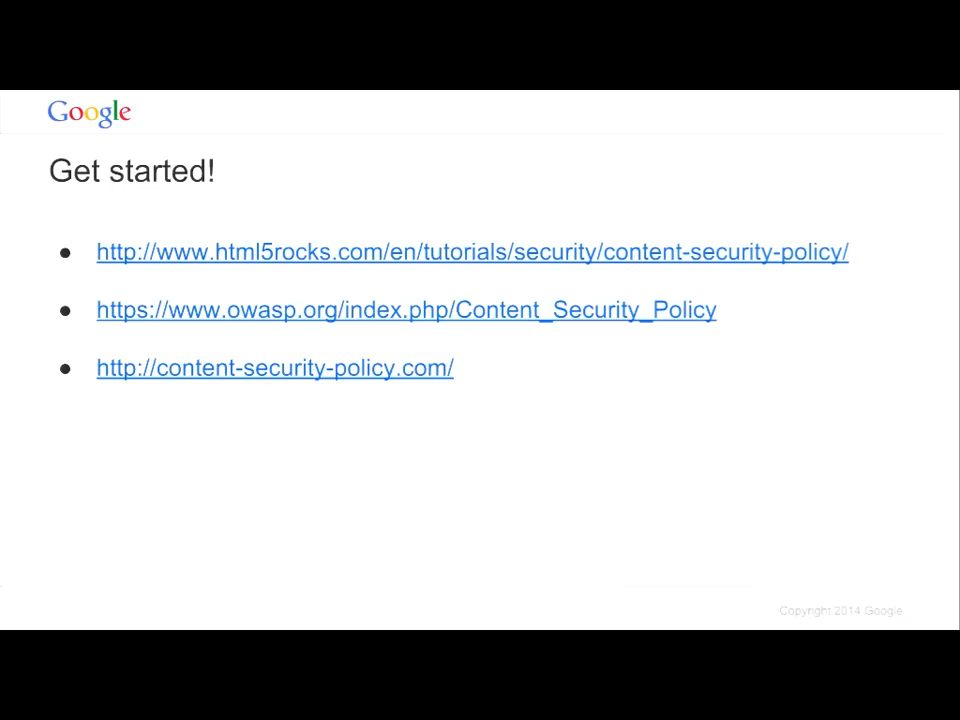 Google
Get started!
● http://www.html5rocks.com/en/tutorials/security/content-security-policy/
● https://www.owasp.org/index.php/Content_Security_Policy
● http://content-security-policy.com/
Copyright 2014 Google